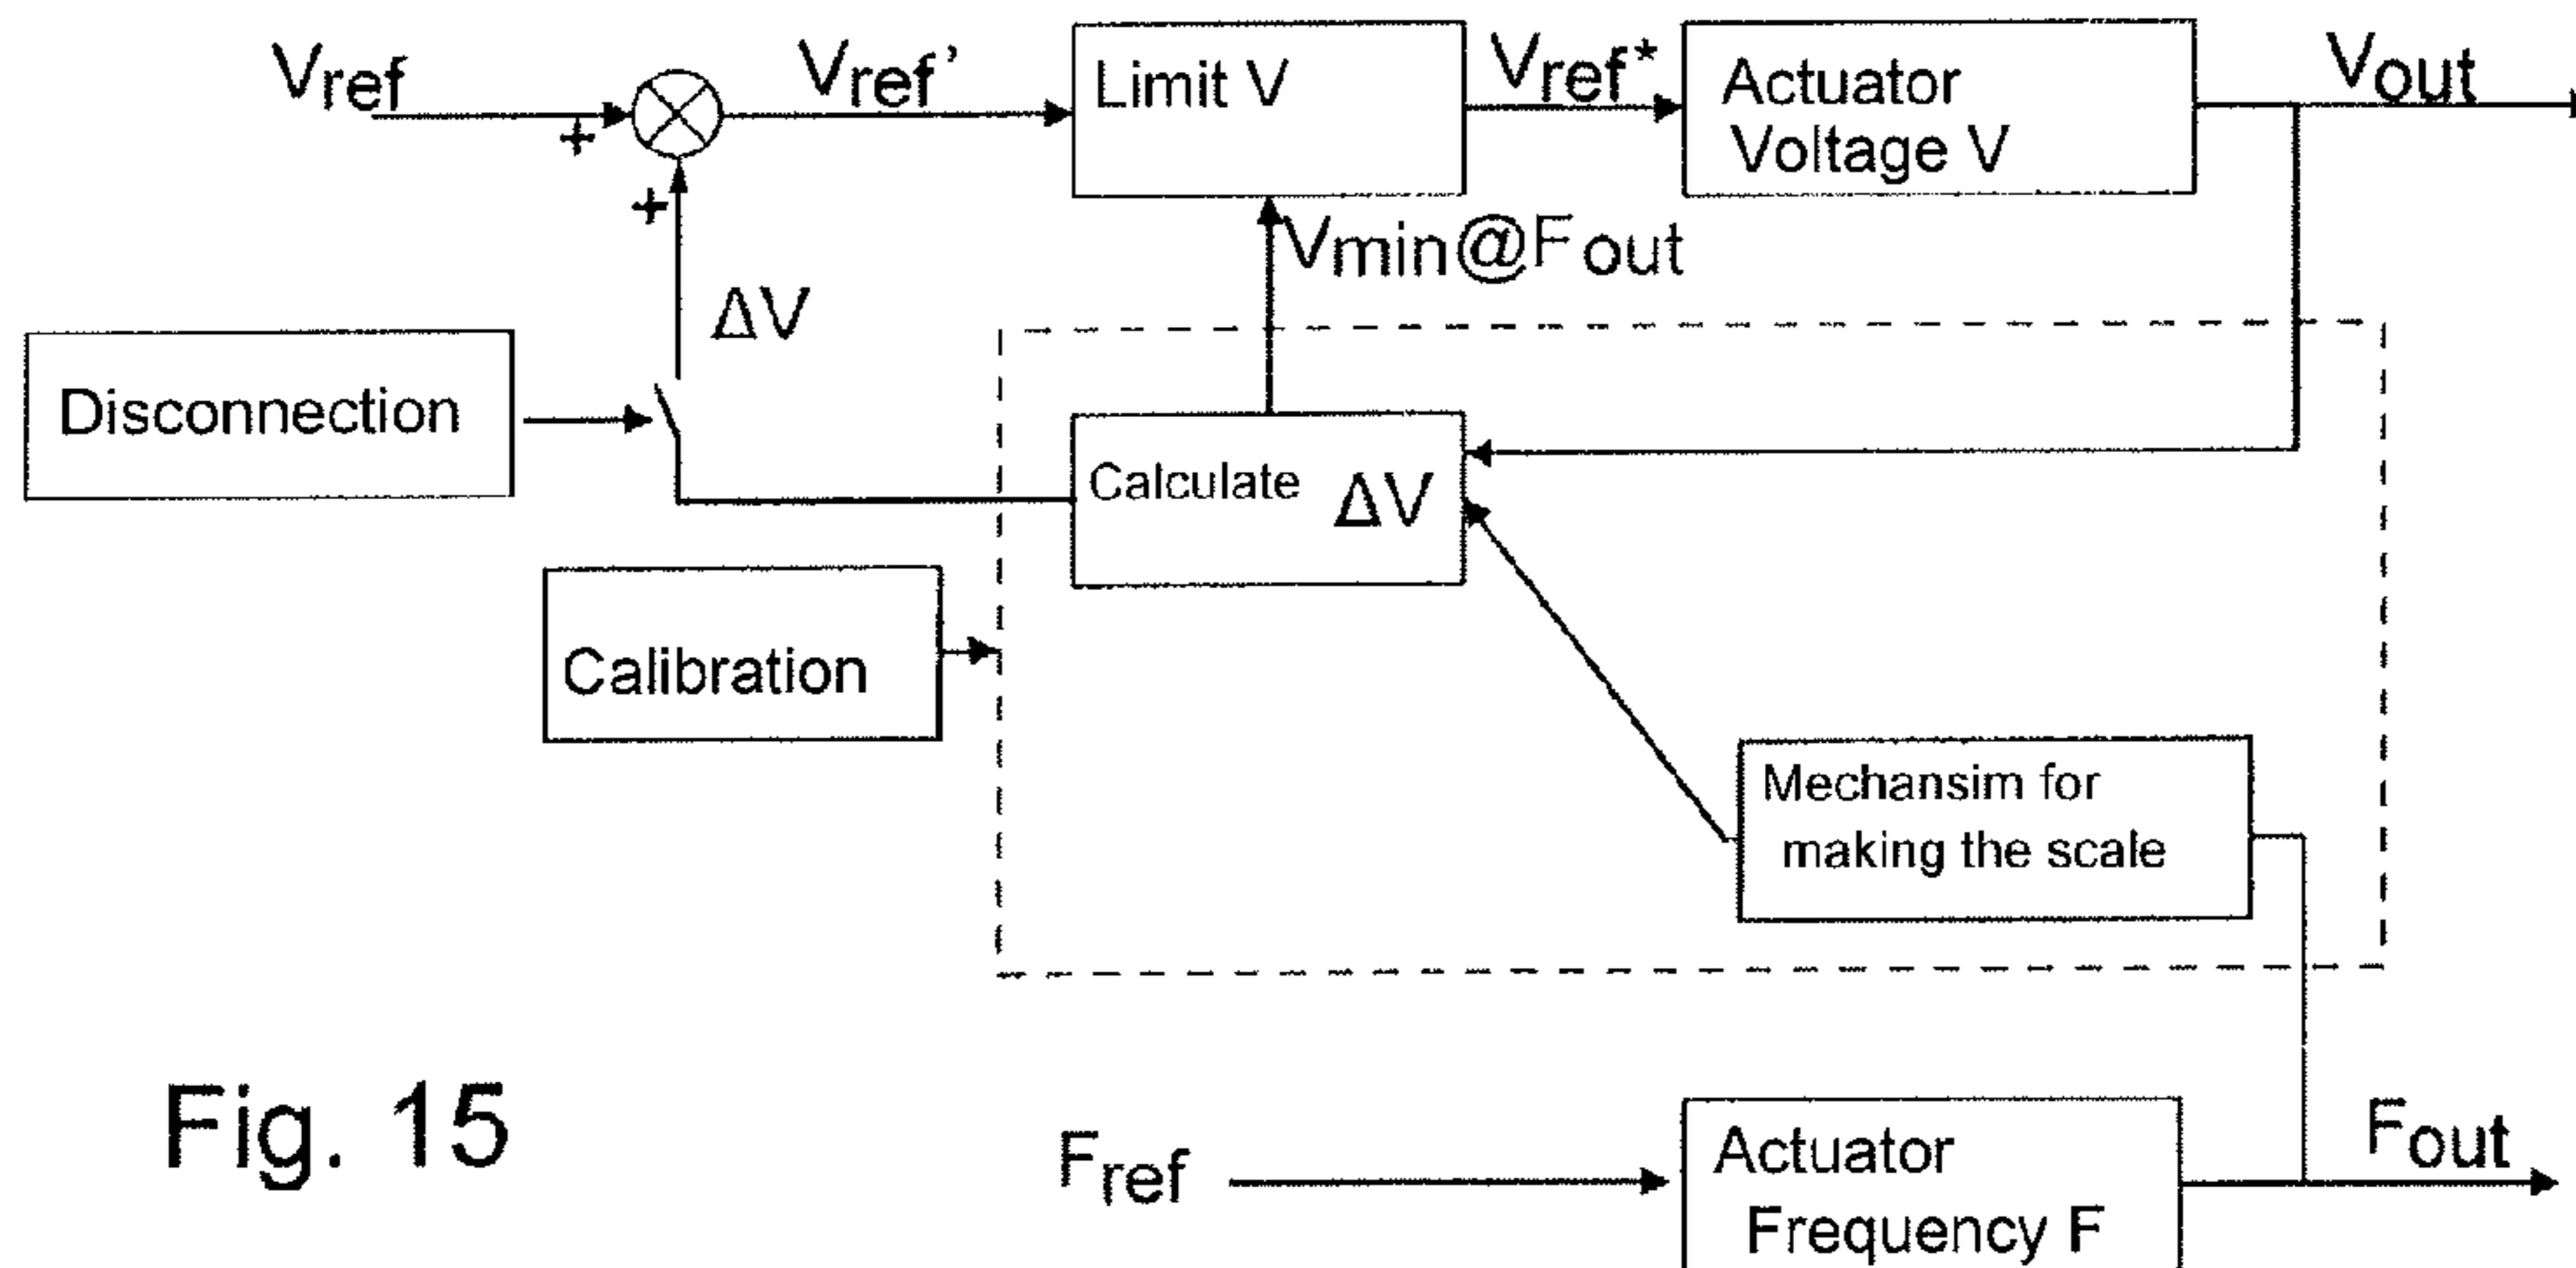 Vref
Vref'
Limit V
Vref*
Actuator
Voltage V
Vout
+
+
Vmin@Fout
ΔV
Disconnection
Calculate ΔV
Calibration
Mechansim for
making the scale
Fig. 15
Fref
Actuator
Frequency F
Fout